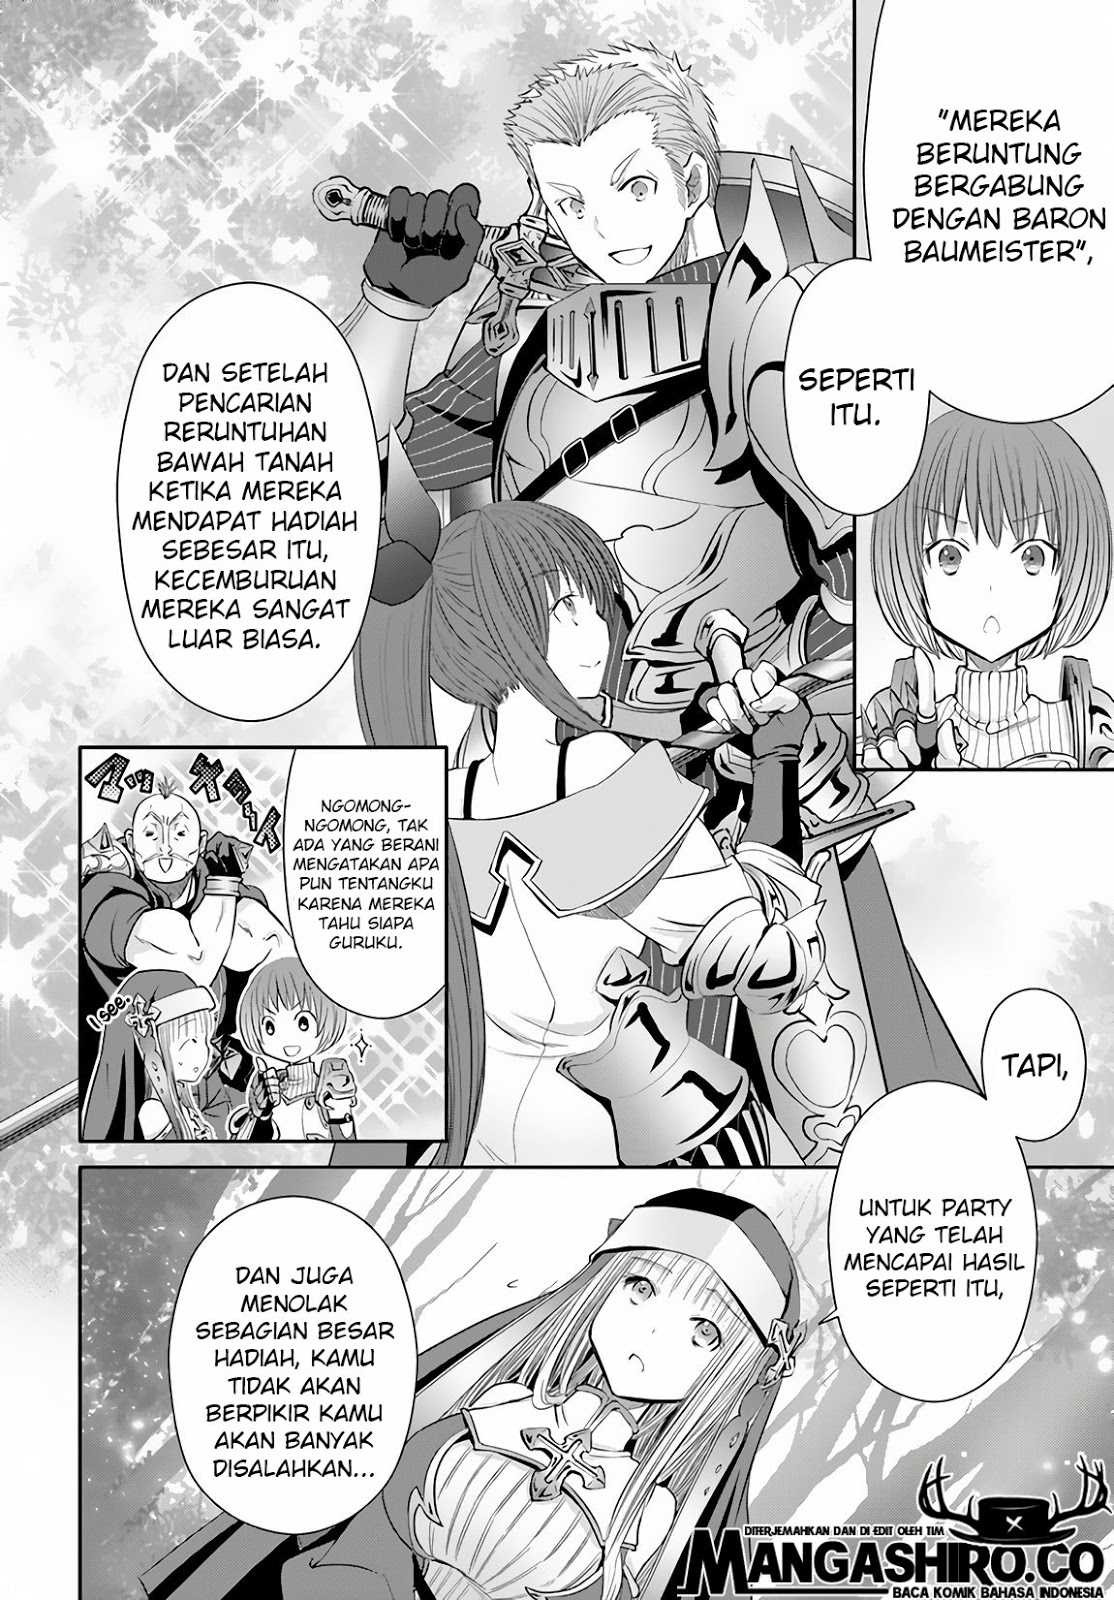 "MEREKA
BERUNTUNG
BERGABUNG
DENGAN BARON
BAUMEISTER",
SEPERTI
ITU.
DAN SETELAH
PENCARIAN
RERUNTUHAN
BAWAH TANAH
KETIKA MEREKA
MENDAPAT HADIAH
SEBESAR ITU,
KECEMBURUAN
MEREKA SANGAT
LUAR BIASA.
NGOMONG-
NGOMONG, TAK
ADA YANG BERANI
MENGATAKAN APA
PUN TENTANGKU
KARENA MEREKA
TAHU SIAPA
GURUKU.
I see.
TAPI,
UNTUK PARTY
YANG TELAH
MENCAPAI HASIL
SEPERTI ITU,
DAN JUGA
MENOLAK
SEBAGIAN BESAR
HADIAH, KAMU
TIDAK AKAN
BERPIKIR KAMU
AKAN BANYAK
DISALAHKAN...
DITERJEMAHKAN DAN DI EDIT OLEH TIM
MANGASHIRO.CO
BACA KOMIK BAHASA INDONESIA